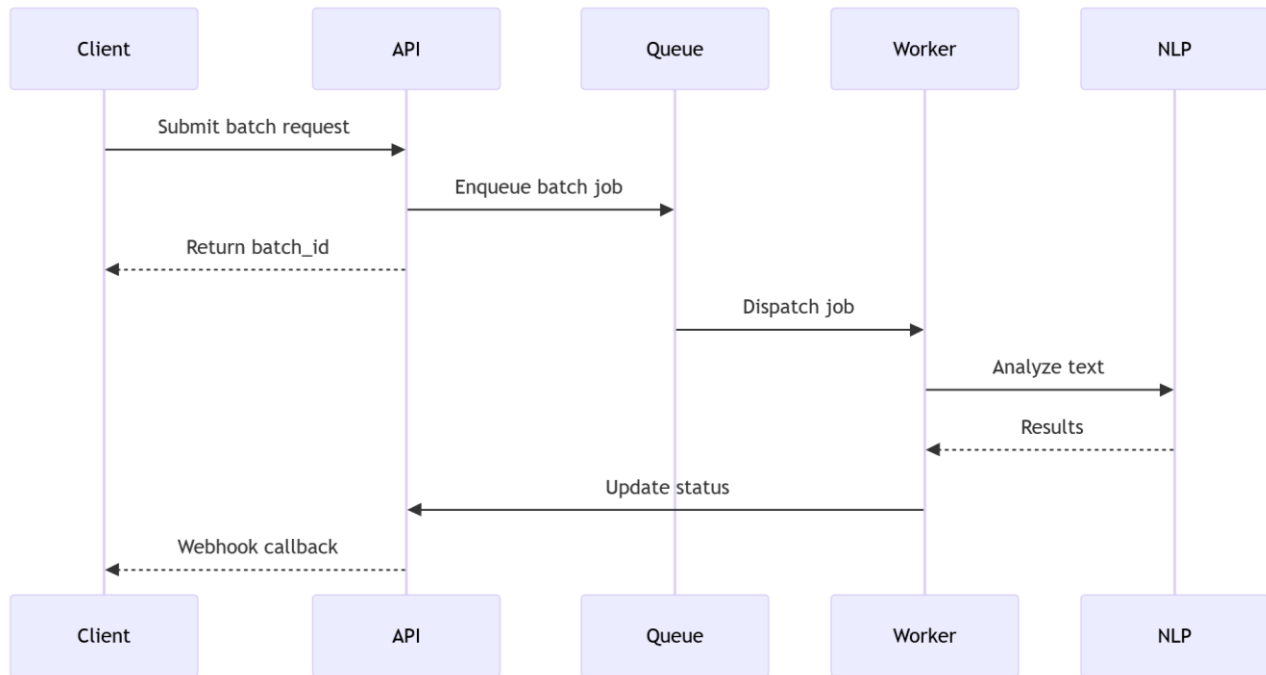 Client
API
Queue
Worker
NLP
Submit batch request
Enqueue batch job
Return batch_id
Dispatch job
Analyze text
Results
Update status
Webhook callback
Client
API
Queue
Worker
NLP